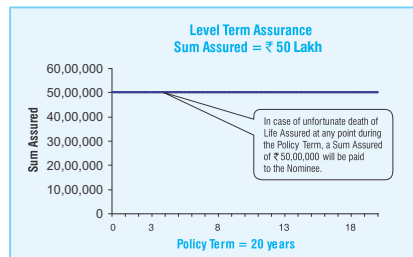 Level Term Assurance
Sum Assured = ₹ 50 Lakh
Sum Assured
60,00,000
50,00,000
40,00,000
30,00,000
20,00,000
10,00,000
0
In case of unfortunate death of
Life Assured at any point during
the Policy Term, a Sum Assured
of ₹ 50,00,000 will be paid
to the Nominee.
0 3 8 13 18
Policy Term = 20 years